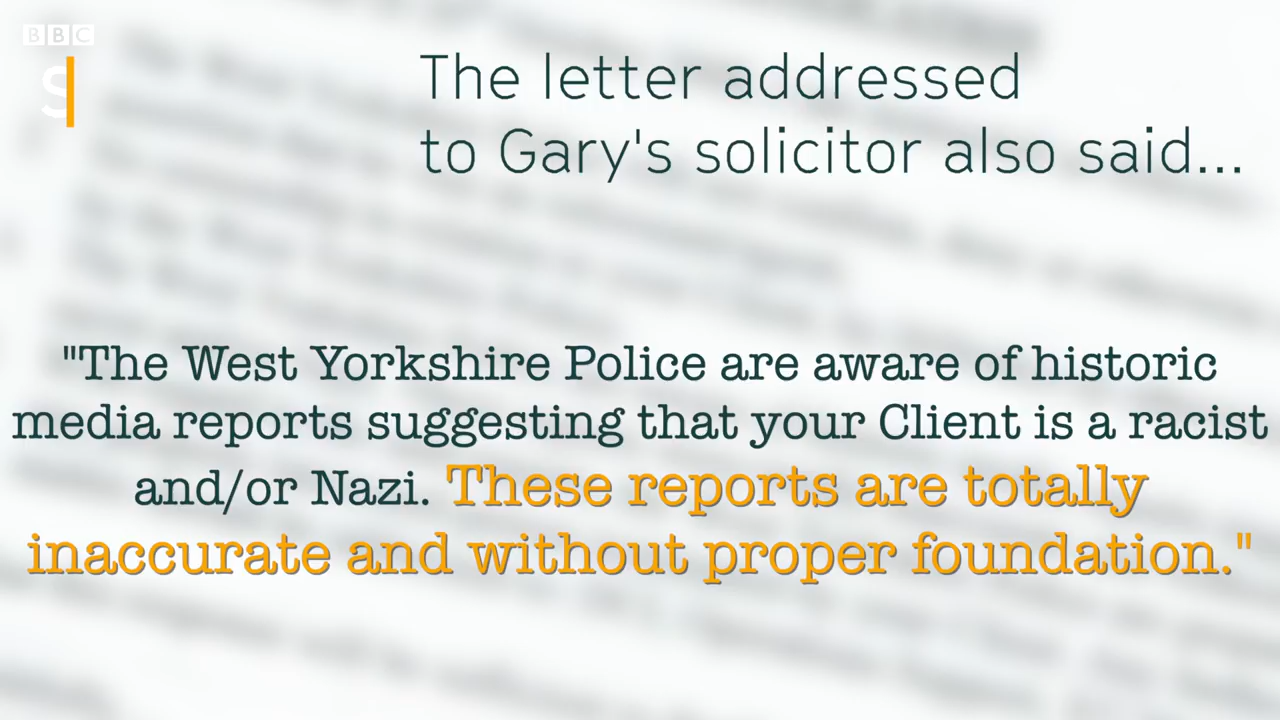 BBC
S
The letter addressed
to Gary's solicitor also said...
"The West Yorkshire Police are aware of historic
media reports suggesting that your Client is a racist
and/or Nazi. These reports are totally
inaccurate and without proper foundation."